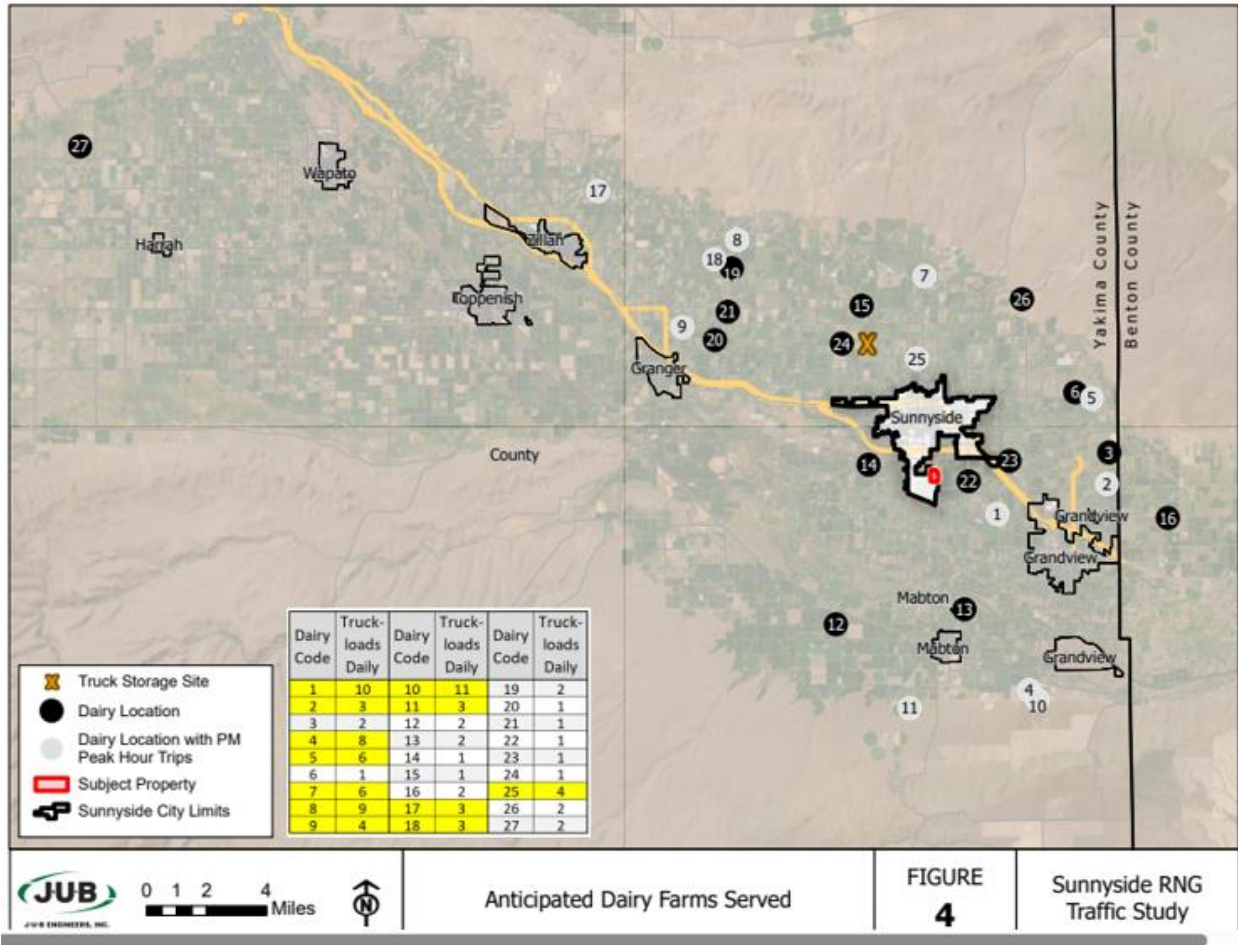 27
Wapato
17
Harrah
Zillah
8
18
19
7
Toppenish
26
15
21
9
20
24
X
25
Granger
Yakima County
Benton County
6
5
Sunnyside
County
14
23
3
22
2
1
Grandview
16
Grandview
Mabton
13
12
Mabton
Grandview
4
11
10
X Truck Storage Site
Dairy Location
Dairy Location with PM
Peak Hour Trips
Subject Property
Sunnyside City Limits
Dairy Code Truck-loads Daily Dairy Code Truck-loads Daily Dairy Code Truck-loads Daily
1 10 10 11 19 2
2 3 11 3 20 1
3 2 12 2 21 1
4 8 13 2 22 1
5 6 14 1 23 1
6 1 15 1 24 1
7 6 16 2 25 4
8 9 17 3 26 2
9 4 18 3 27 2
JUB
J-U-B ENGINEERS, INC.
0 1 2 4
Miles
N
Anticipated Dairy Farms Served
FIGURE
4
Sunnyside RNG
Traffic Study